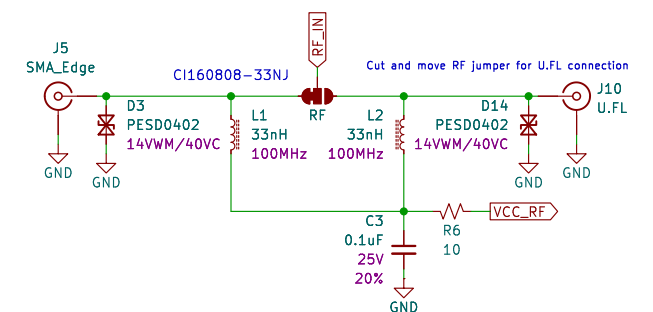 RF_IN
J5
SMA_Edge
CI160808-33NJ
Cut and move RF jumper for U.FL connection
D3
PESD0402
14VWM/40VC
L1
33nH
100MHz
RF
L2
33nH
100MHz
D14
PESD0402
14VWM/40VC
J10
U.FL
GND
GND
GND
GND
C3
0.1uF
25V
20%
R6
10
VCC_RF
GND